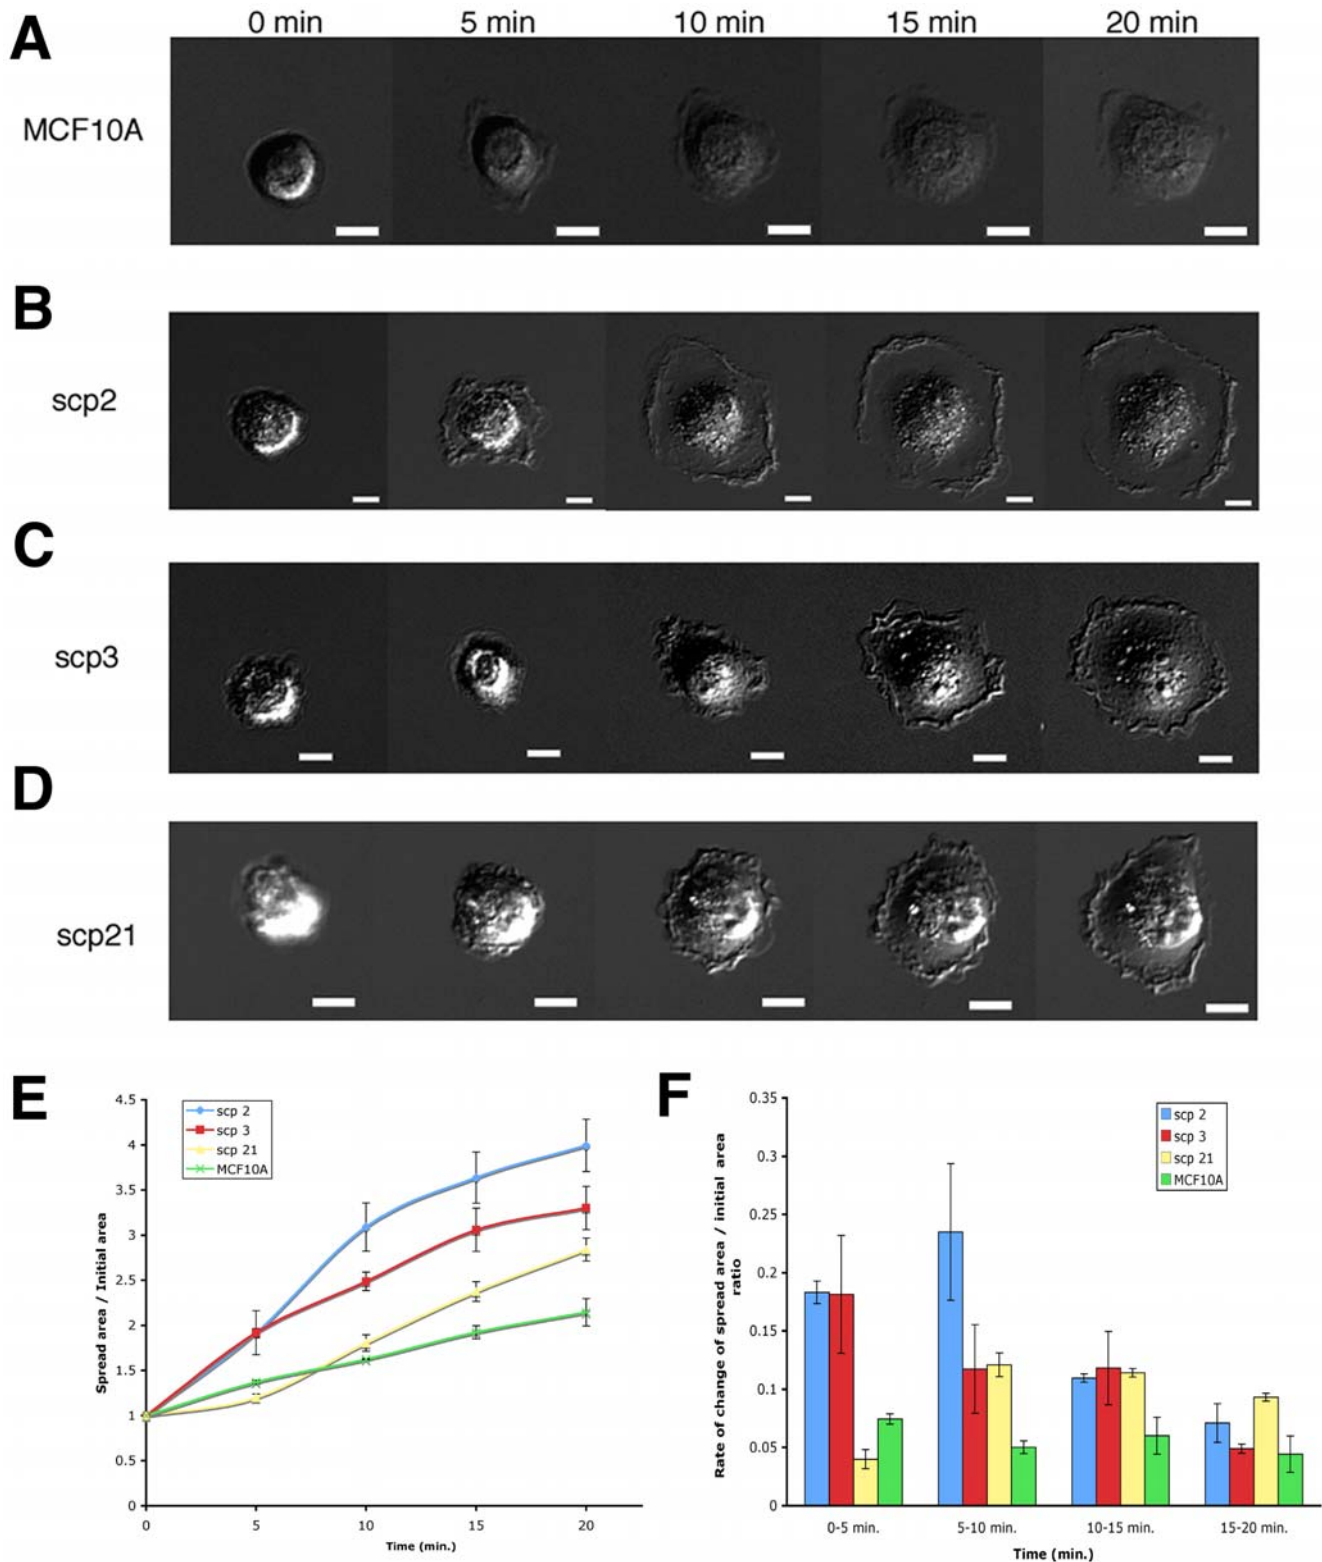 A
0 min 5 min 10 min 15 min 20 min
MCF10A
B
scp2
C
scp3
D
scp21
E
4.5
4
3.5
3
2.5
2
1.5
1
0.5
0
Spread area / Initial area
scp 2
scp 3
scp 21
MCF10A
0 5 10 15 20
Time (min.)
F
0.35
0.3
0.25
0.2
0.15
0.1
0.05
0
Rate of change of spread area / initial area
ratio
scp 2
scp 3
scp 21
MCF10A
0-5 min. 5-10 min. 10-15 min. 15-20 min.
Time (min.)